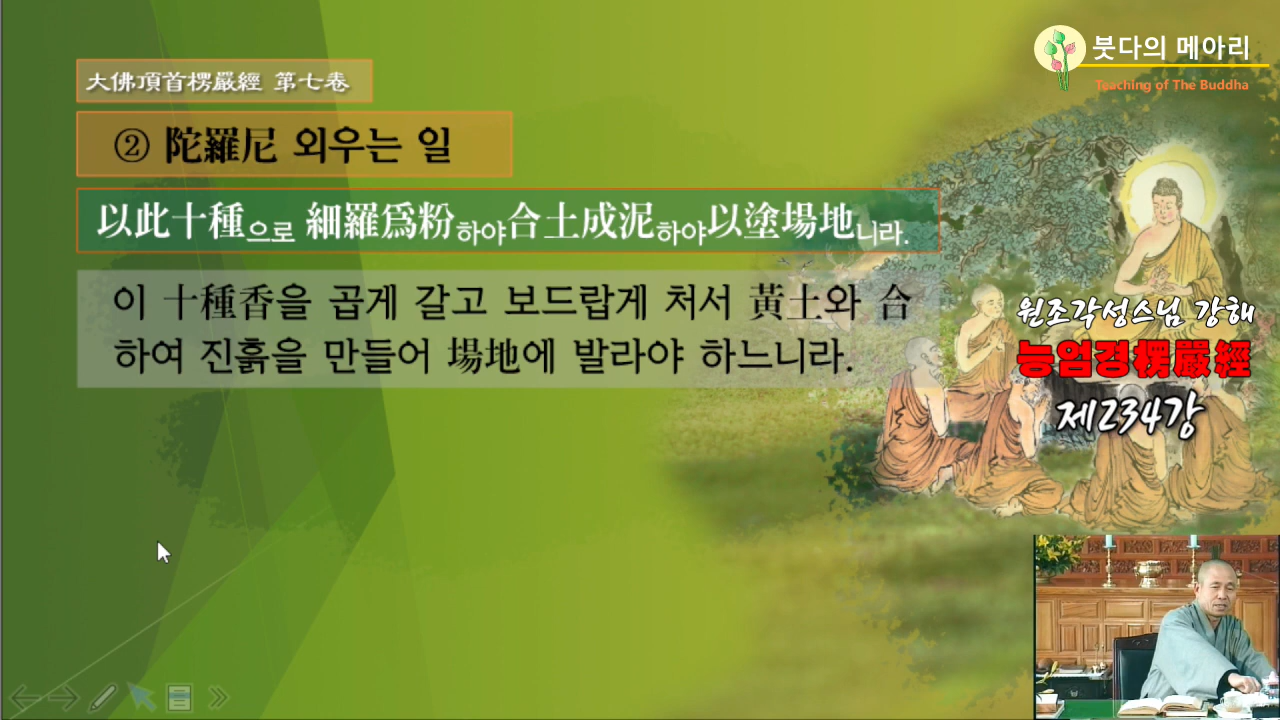 붓다의 메아리
Teaching of The Buddha
大佛頂首楞嚴經 第七卷
② 陀羅尼 외우는 일
以此十種으로 細羅爲粉하야合土成泥하야以塗場地니라.
이 十種香을 곱게 갈고 보드랍게 처서 黃土와 合
하여 진흙을 만들어 場地에 발라야 하느니라.
원조각성스님 강해
능엄경楞嚴經
제234강